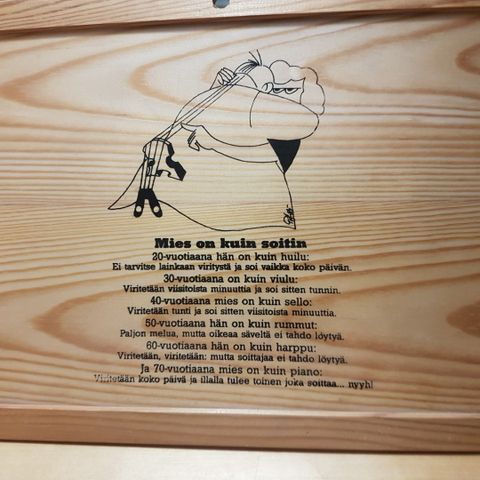 Mies on kuin soitin
20-vuotiaana hän on kuin huilu:
Ei tarvitse lainkaan viritystä ja soi vaikka koko päivän.
30-vuotiaana on kuin viulu:
Viritetään viisitoista minuuttia ja soi sitten tunnin.
40-vuotiaana mies on kuin sello:
Viritetään tunti ja soi sitten viisitoista minuuttia.
50-vuotiaana hän on kuin rummut:
Paljon melua, mutta oikeaa säveltä ei tahdo löytyä.
60-vuotiaana hän on kuin harppu:
Viritetään, viritetään: mutta soittajaa ei tahdo löytyä.
Ja 70-vuotiaana mies on kuin piano:
Viritetään koko päivä ja illalla tulee toinen joka soittaa... nyyh!